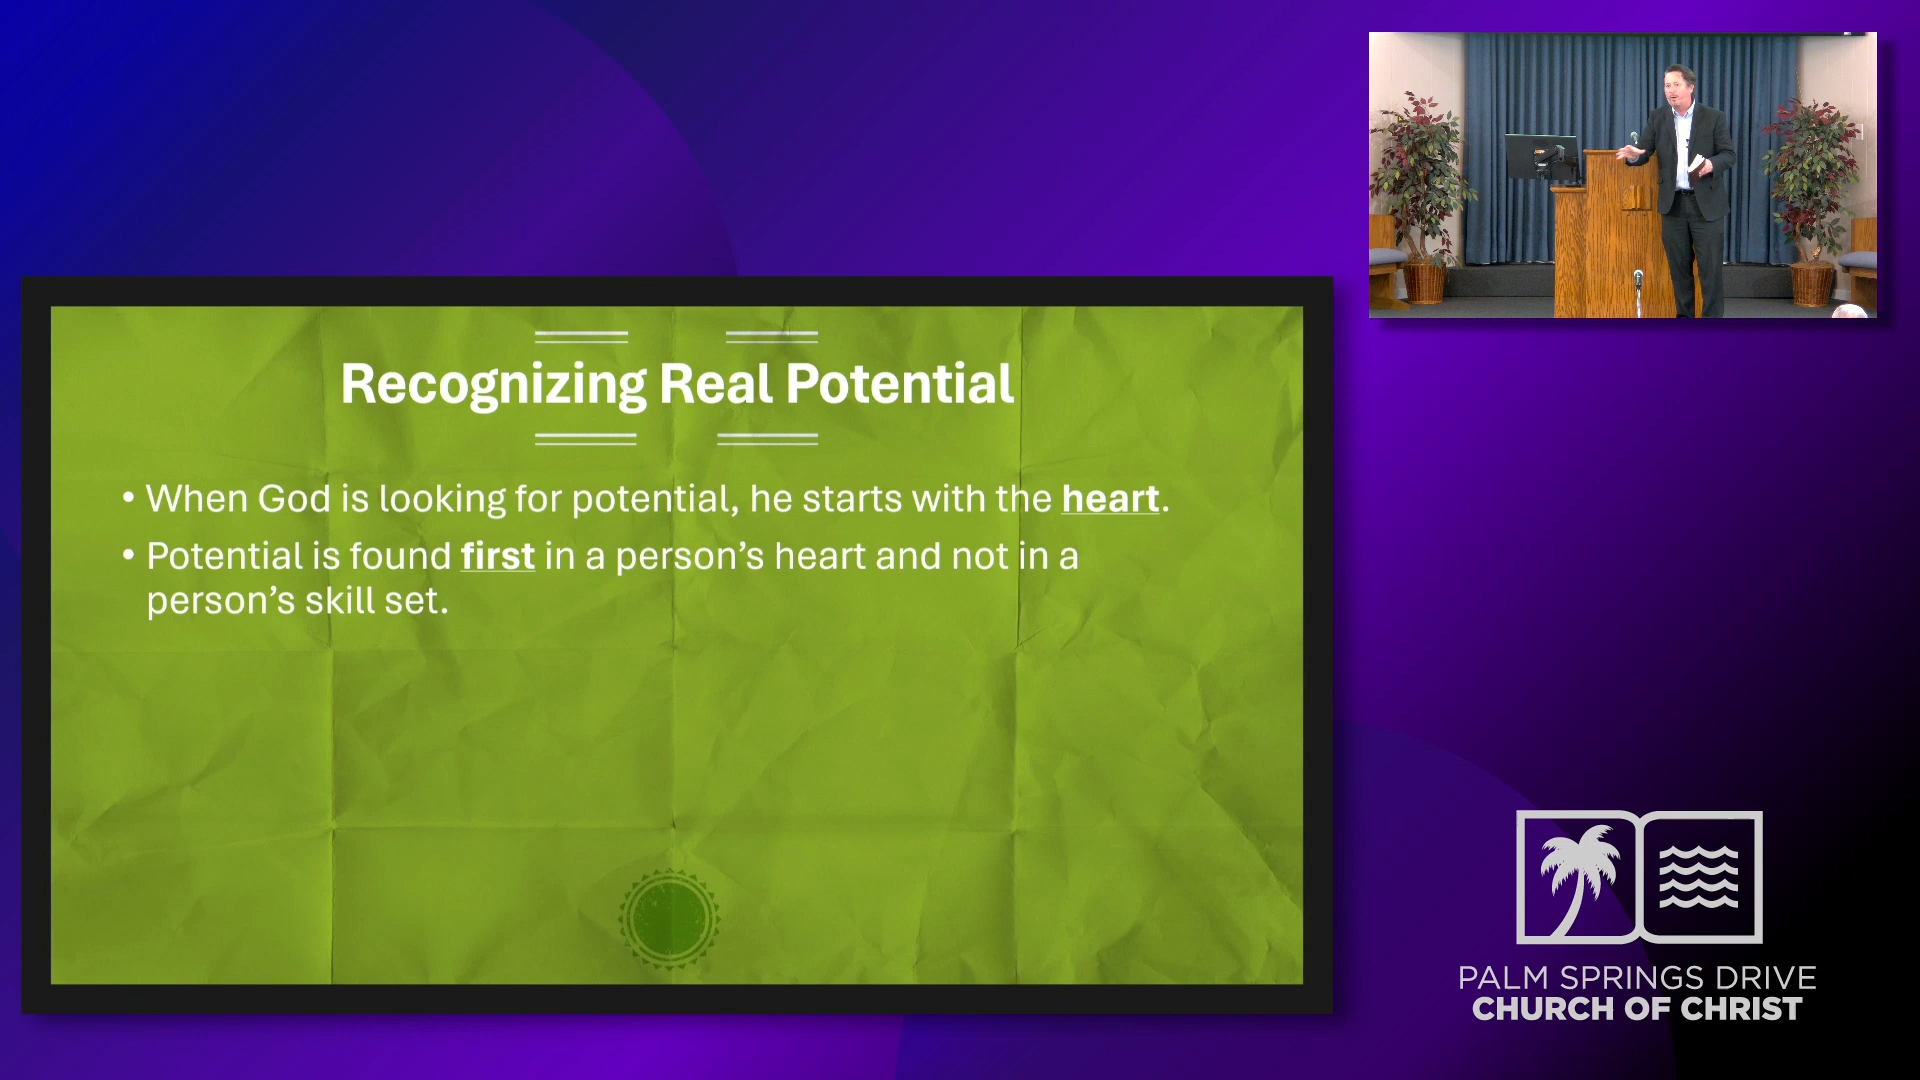 Recognizing Real Potential
• When God is looking for potential, he starts with the heart.
• Potential is found first in a person’s heart and not in a
person’s skill set.
PALM SPRINGS DRIVE
CHURCH OF CHRIST